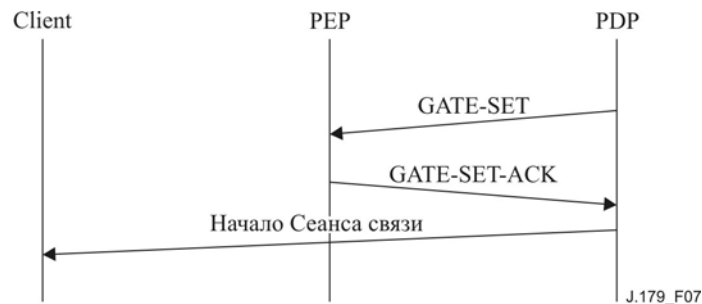 Client PEP PDP
GATE-SET
GATE-SET-ACK
Начало Сеанса связи
J.179_F07